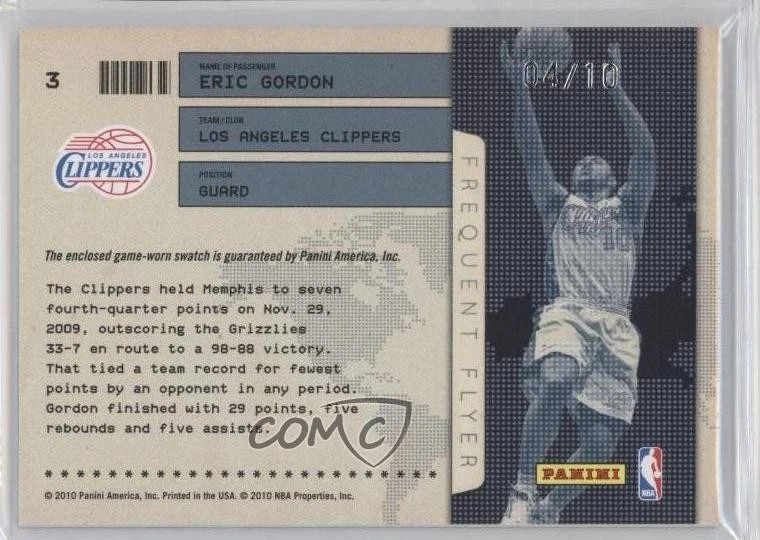 3
NAME OF PASSENGER
ERIC GORDON
TEAM / CLUB
LOS ANGELES CLIPPERS
POSITION
GUARD
LOS ANGELES
CLIPPERS
The enclosed game-worn swatch is guaranteed by Panini America, Inc.
The Clippers held Memphis to seven
fourth-quarter points on Nov. 29,
2009, outscoring the Grizzlies
33-7 en route to a 98-88 victory.
That tied a team record for fewest
points by an opponent in any period.
Gordon finished with 29 points, five
rebounds and five assists.
COMC
* * * * * * * * * * * * * * * * * * * * * * * * * * * * *
© 2010 Panini America, Inc. Printed in the USA. © 2010 NBA Properties, Inc.
FREQUENT FLYER
04/10
10
PANINI
NBA